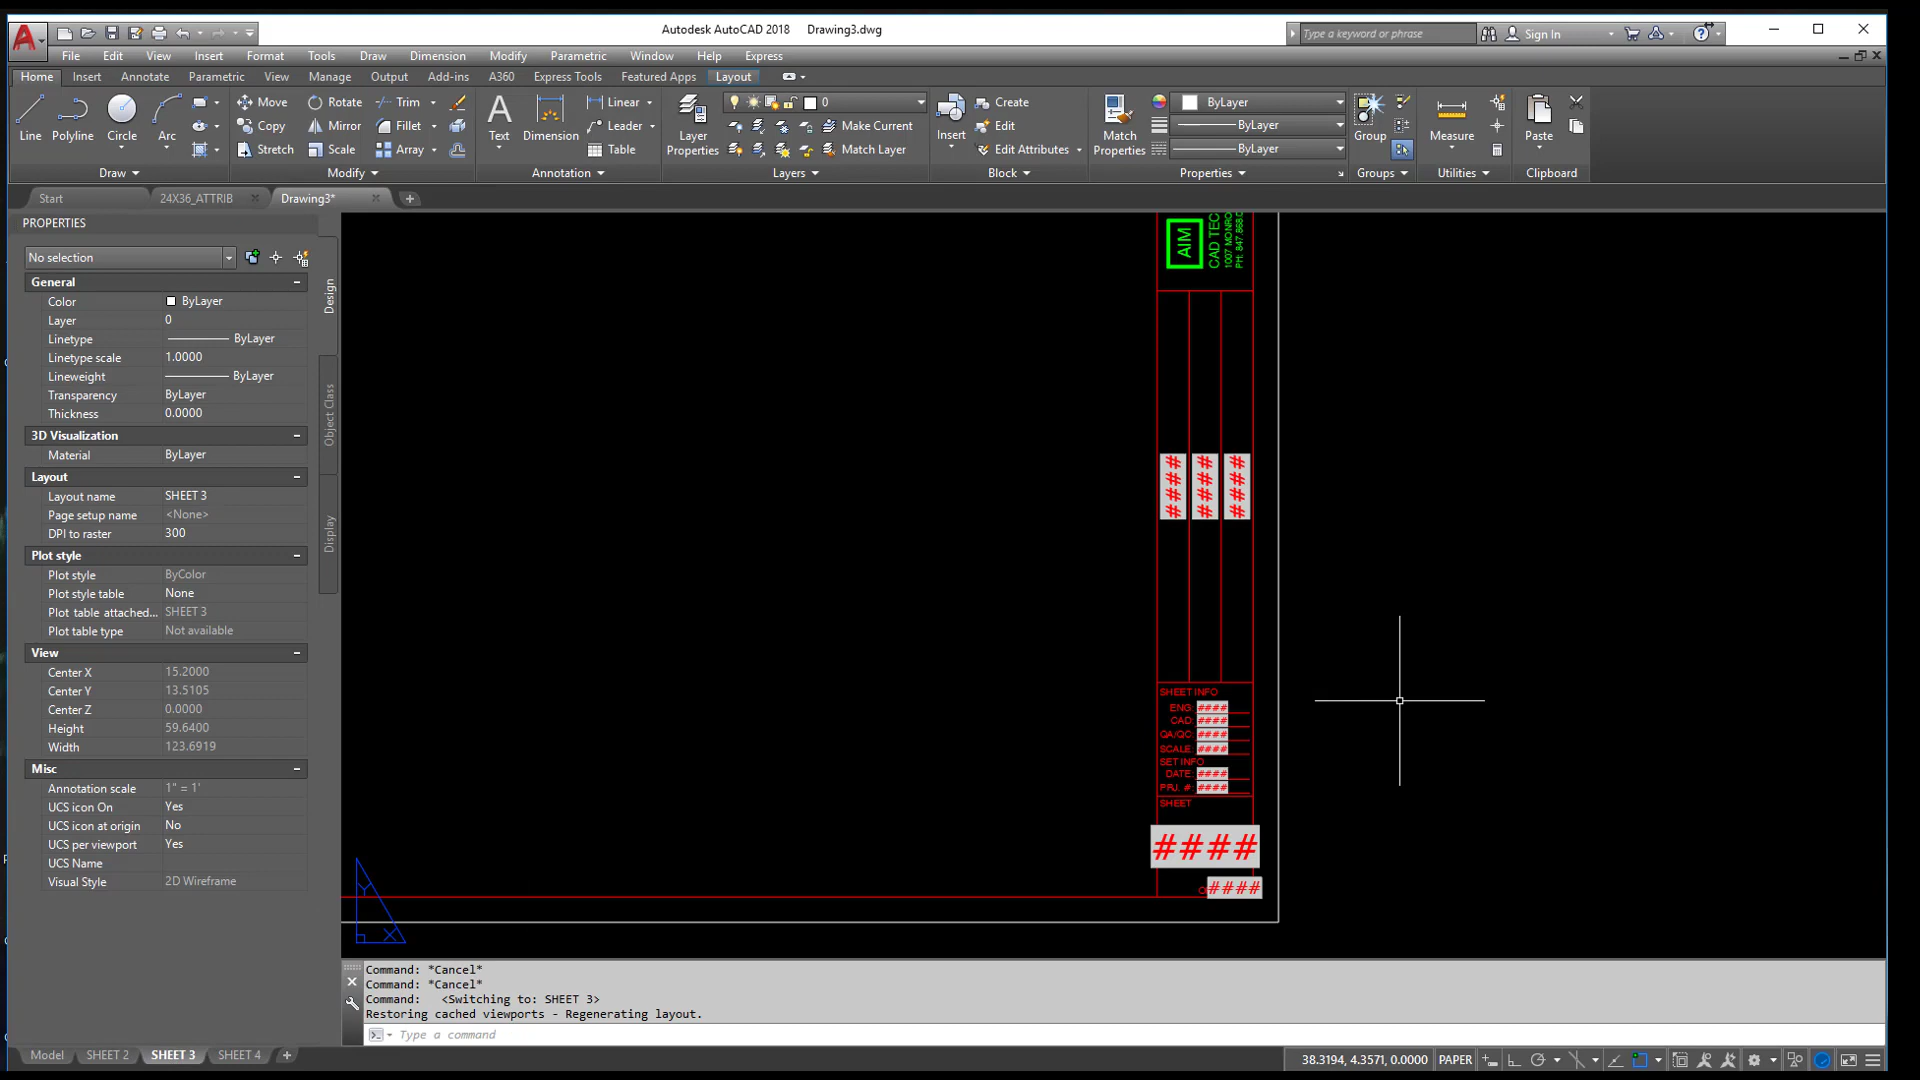 Autodesk AutoCAD 2018 Drawing3.dwg
Type a keyword or phrase
Sign In
File Edit View Insert Format Tools Draw Dimension Modify Parametric Window Help Express
Home Insert Annotate Parametric View Manage Output Add-ins A360 Express Tools Featured Apps Layout
Line
Polyline
Circle
Arc
Draw
Move
Rotate
Trim
Copy
Mirror
Fillet
Stretch
Scale
Array
Modify
Text
Dimension
Linear
Leader
Table
Annotation
Layer Properties
0
Make Current
Match Layer
Layers
Insert
Create
Edit
Edit Attributes
Block
Match Properties
ByLayer
ByLayer
ByLayer
Properties
Group
Groups
Measure
Utilities
Paste
Clipboard
Start
24X36_ATTRIB
Drawing3*
PROPERTIES
No selection
General
Color ByLayer
Layer 0
Linetype ByLayer
Linetype scale 1.0000
Lineweight ByLayer
Transparency ByLayer
Thickness 0.0000
3D Visualization
Material ByLayer
Layout
Layout name SHEET 3
Page setup name <None>
DPI to raster 300
Plot style
Plot style ByColor
Plot style table None
Plot table attached... SHEET 3
Plot table type Not available
View
Center X 15.2000
Center Y 13.5105
Center Z 0.0000
Height 59.6400
Width 123.6919
Misc
Annotation scale 1" = 1'
UCS icon On Yes
UCS icon at origin No
UCS per viewport Yes
UCS Name
Visual Style 2D Wireframe
Design
Object Class
Display
AIM
CAD TEC
1007 MONRO
PH: 847.868.
####
####
####
SHEET INFO
ENG: ####
CAD: ####
QA/QC: ####
SCALE: ####
SET INFO
DATE: ####
PRJ. #: ####
SHEET
####
####
Y
X
Command: *Cancel*
Command: *Cancel*
Command: <Switching to: SHEET 3>
Restoring cached viewports - Regenerating layout.
Type a command
Model SHEET 2 SHEET 3 SHEET 4
38.3194, 4.3571, 0.0000 PAPER